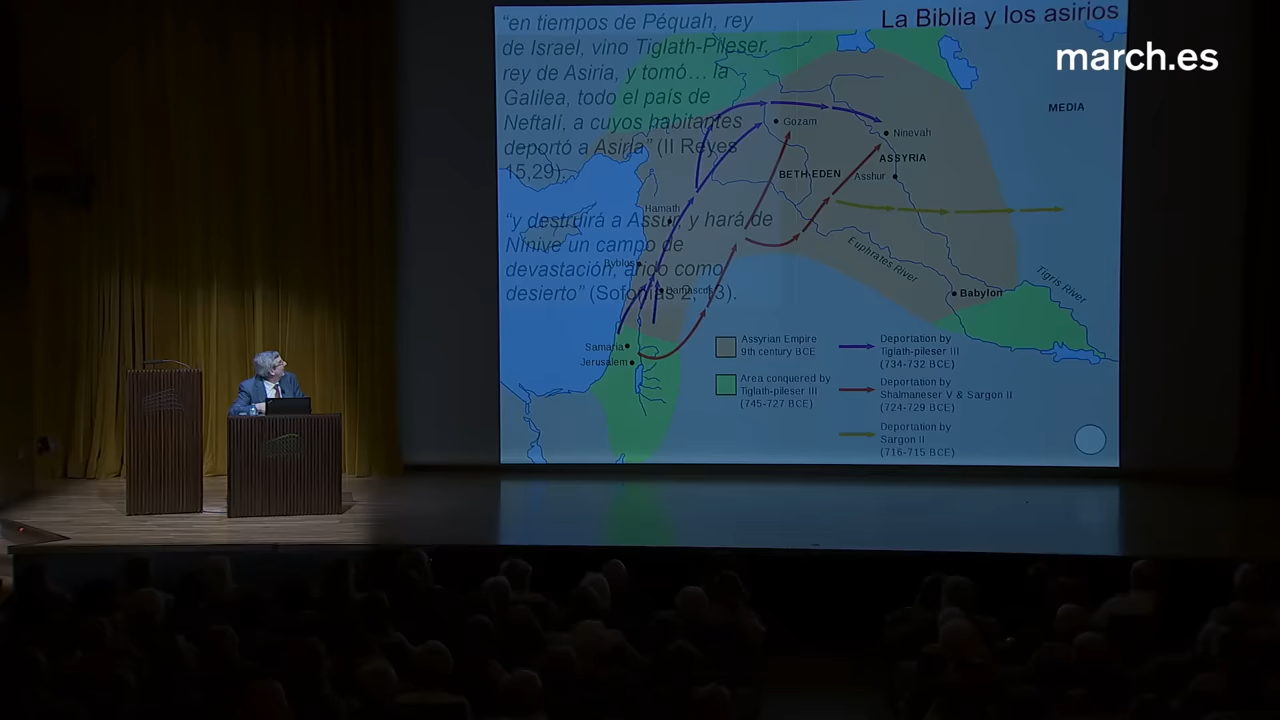 La Biblia y los asirios
march.es
“en tiempos de Péquah, rey
de Israel, vino Tiglath-Pileser,
rey de Asiria, y tomó… la
Galilea, todo el país de
Neftalí, a cuyos habitantes
deportó a Asiria” (II Reyes
15,29).
“y destruirá a Assur, y hará de
Nínive un campo de
devastación, árido como
desierto” (Sofonías 2, 13).
MEDIA
Gozam
Ninevah
ASSYRIA
BETH-EDEN
Asshur
Hamath
Byblos
Damascus
Euphrates River
Tigris River
Babylon
Samaria
Jerusalem
Assyrian Empire
9th century BCE
Area conquered by
Tiglath-pileser III
(745-727 BCE)
Deportation by
Tiglath-pileser III
(734-732 BCE)
Deportation by
Shalmaneser V & Sargon II
(724-729 BCE)
Deportation by
Sargon II
(716-715 BCE)